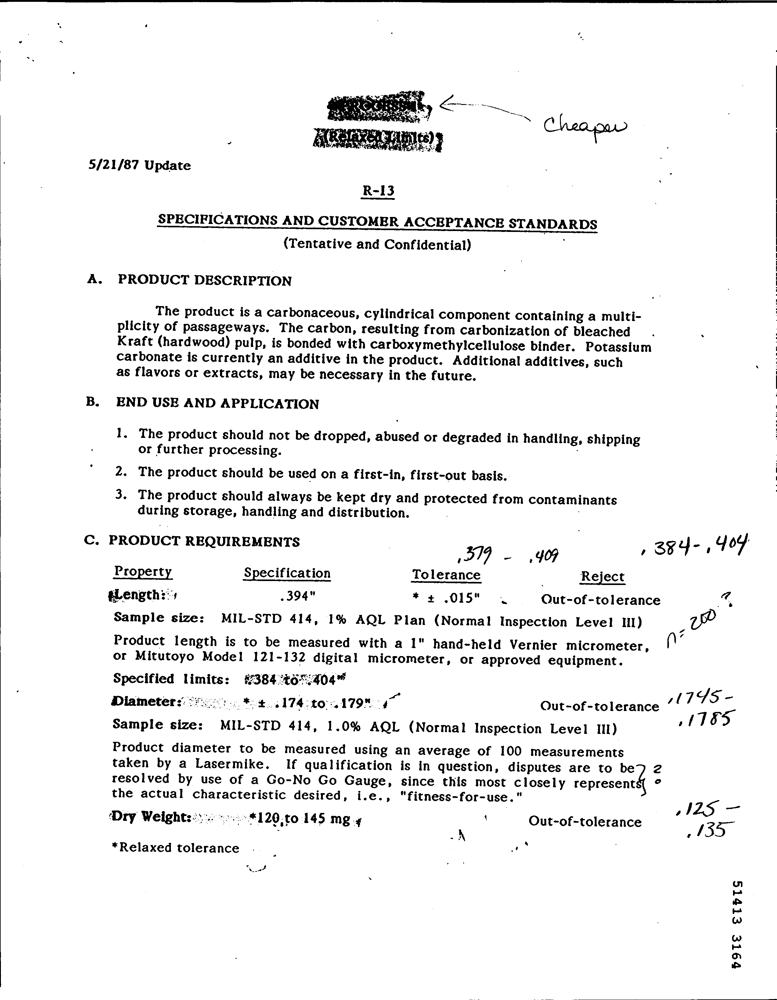 Cheaper
(Relaxed Limits)
5/21/87 Update
R-13
SPECIFICATIONS AND CUSTOMER ACCEPTANCE STANDARDS
(Tentative and Confidential)
A. PRODUCT DESCRIPTION
The product is a carbonaceous, cylindrical component containing a multi-
plicity of passageways. The carbon, resulting from carbonization of bleached
Kraft (hardwood) pulp, is bonded with carboxymethylcellulose binder. Potassium
carbonate is currently an additive in the product. Additional additives, such
as flavors or extracts, may be necessary in the future.
B. END USE AND APPLICATION
1. The product should not be dropped, abused or degraded in handling, shipping
or further processing.
2. The product should be used on a first-in, first-out basis.
3. The product should always be kept dry and protected from contaminants
during storage, handling and distribution.
C. PRODUCT REQUIREMENTS
.379 - .409 .384-.404
Property Specification Tolerance Reject
Length: .394" * ± .015" Out-of-tolerance
Sample size: MIL-STD 414, 1% AQL Plan (Normal Inspection Level III) n=200 ?
Product length is to be measured with a 1" hand-held Vernier micrometer,
or Mitutoyo Model 121-132 digital micrometer, or approved equipment.
Specified limits: .384 to .404"
Diameter: * ± .174 to .179" Out-of-tolerance .1745-
.1785
Sample size: MIL-STD 414, 1.0% AQL (Normal Inspection Level III)
Product diameter to be measured using an average of 100 measurements
taken by a Lasermike. If qualification is in question, disputes are to be ?
resolved by use of a Go-No Go Gauge, since this most closely represents
the actual characteristic desired, i.e., "fitness-for-use."
Dry Weight: *120 to 145 mg Out-of-tolerance .125 -
.135
*Relaxed tolerance
51413 3164